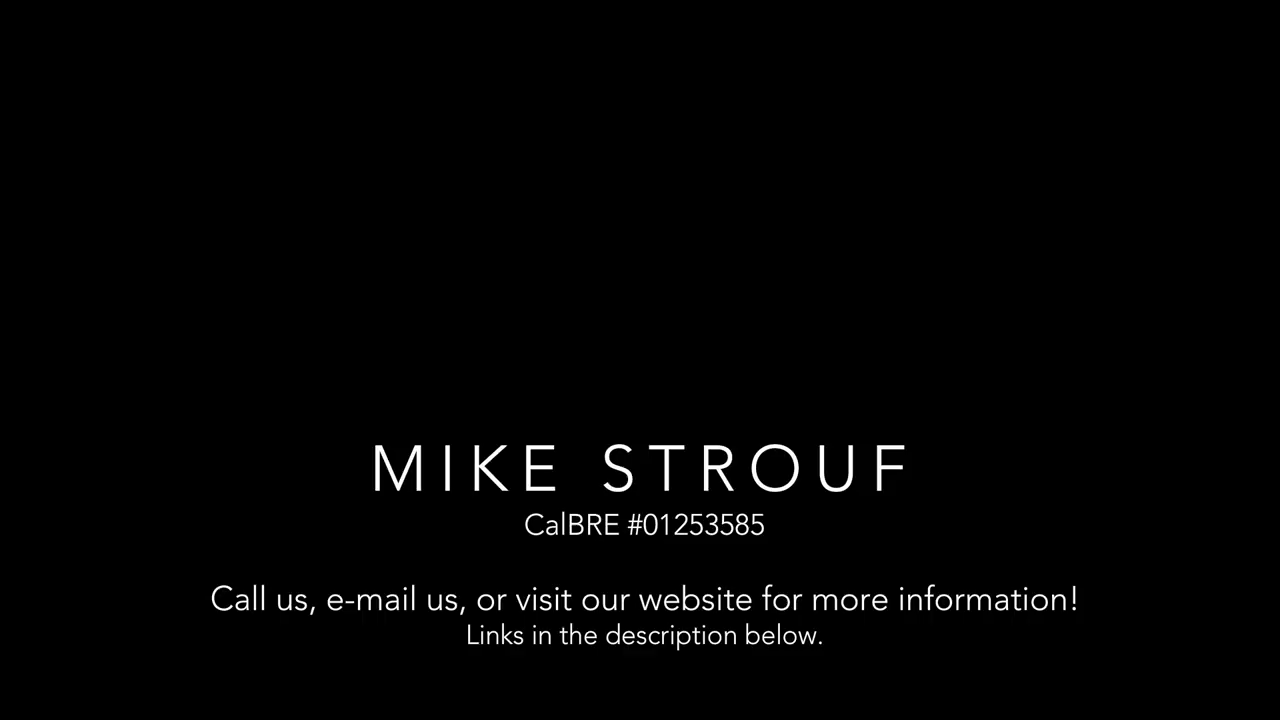 MIKE STROUF
CalBRE #01253585
Call us, e-mail us, or visit our website for more information!
Links in the description below.